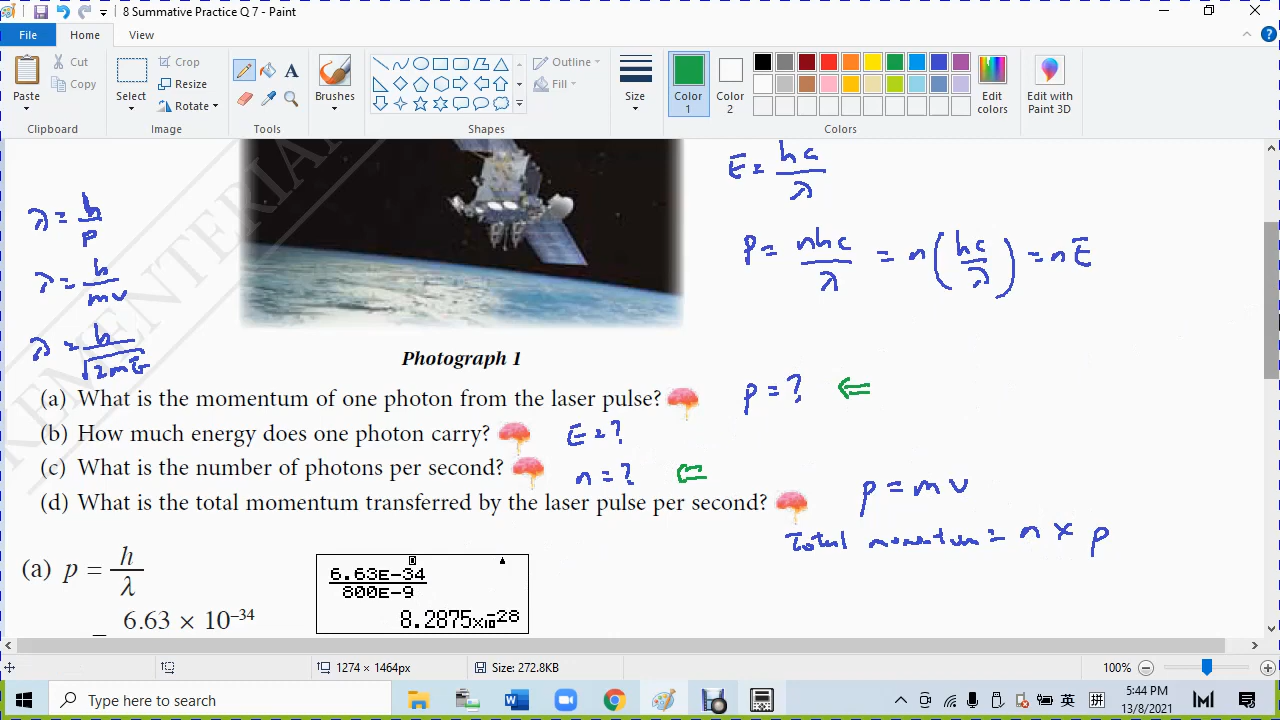 8 Summative Practice Q 7 - Paint
File Home View
Paste Cut Copy
Clipboard
Select Crop Resize Rotate
Image
A
Tools
Brushes
Outline Fill
Shapes
Size
Color 1 Color 2
Edit colors
Colors
Edit with Paint 3D
KEMENTERIAN
E = hc/λ
λ = h/p
λ = h/mv
λ = h/√2mE
P = nhc/λ = n(hc/λ) = nE
Photograph 1
(a) What is the momentum of one photon from the laser pulse? p = ? ⇐
(b) How much energy does one photon carry? E = ?
(c) What is the number of photons per second? n = ? ⇐
(d) What is the total momentum transferred by the laser pulse per second? p = mv
Total momentum = n × p
(a) p = h/λ
= 6.63 × 10⁻³⁴
6.63E-34
800E-9
8.2875×10⁻²⁸
1274 × 1464px
Size: 272.8KB
100%
Type here to search
英 拼
5:44 PM
13/8/2021